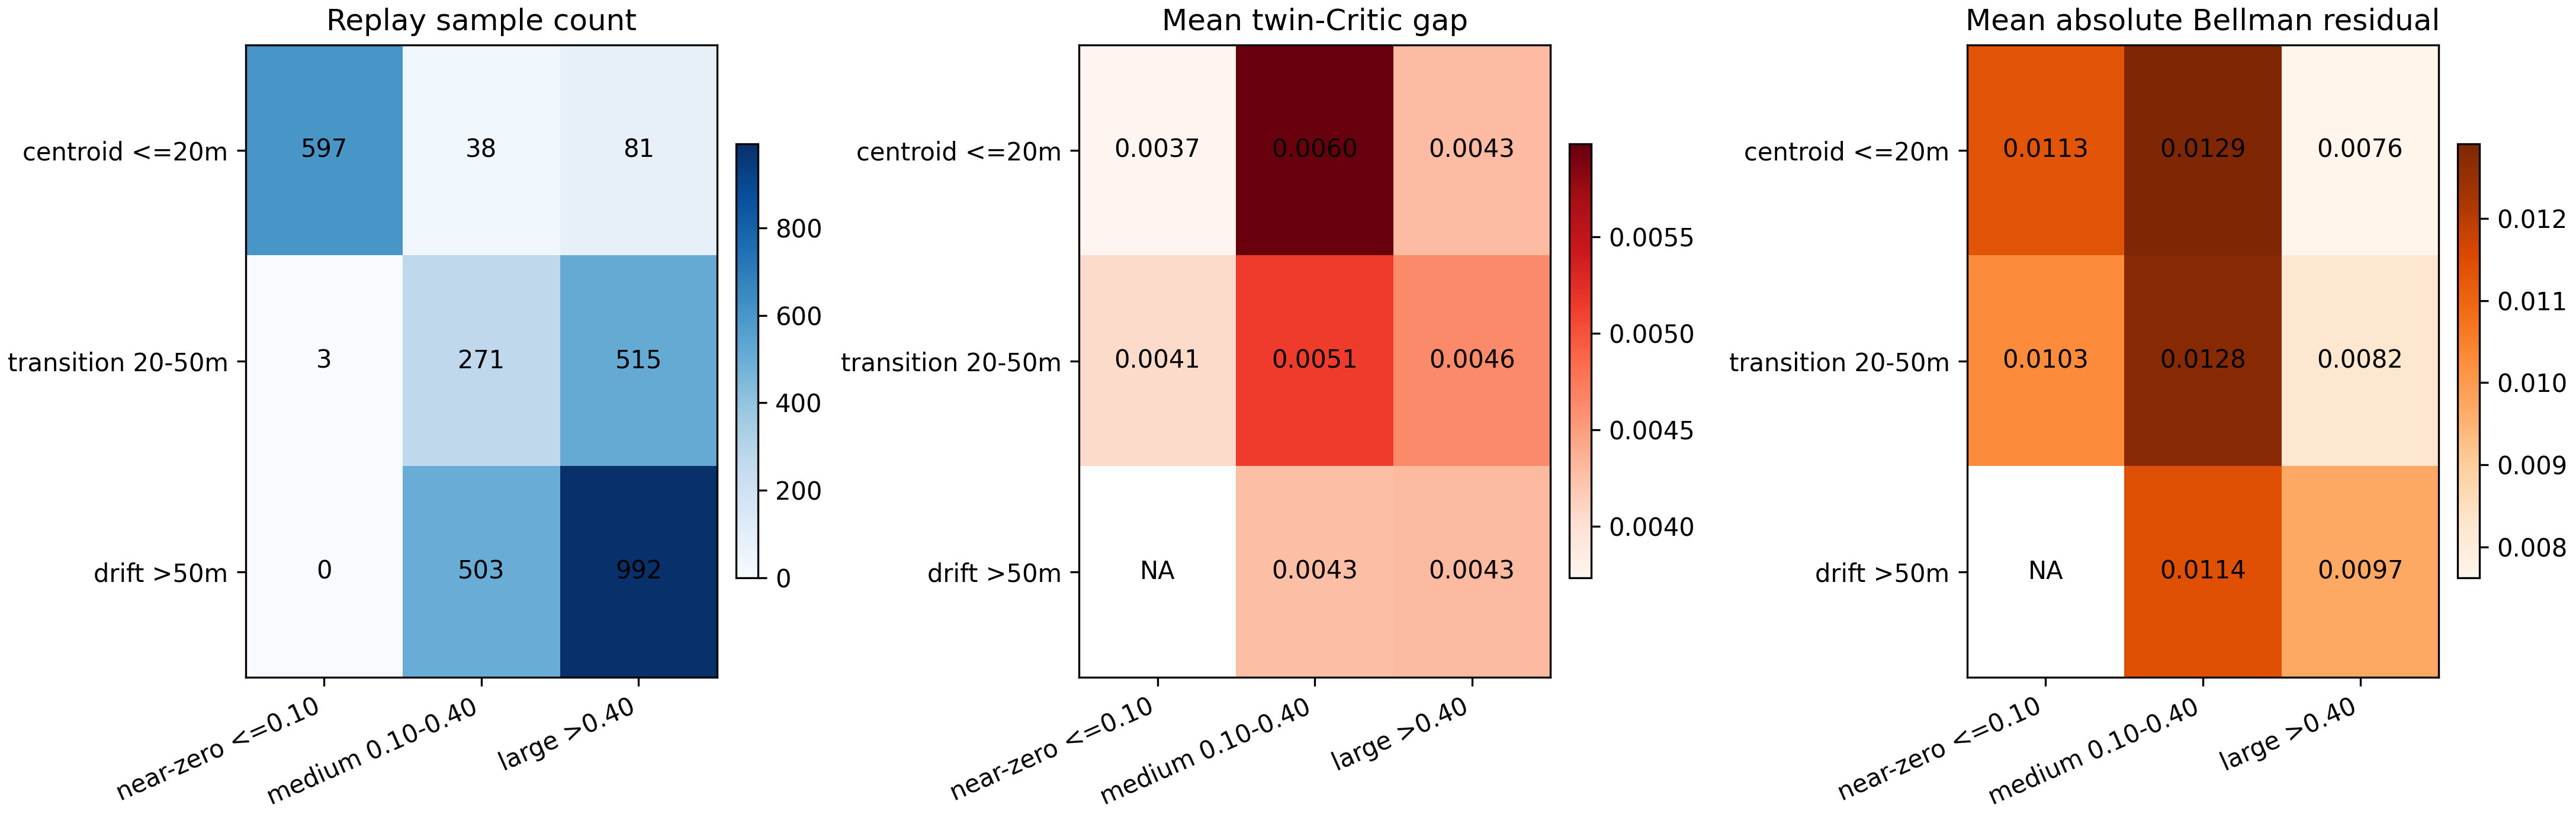 Replay sample count
centroid <=20m
transition 20-50m
drift >50m
597 38 81
3 271 515
0 503 992
near-zero <=0.10
medium 0.10-0.40
large >0.40
800
600
400
200
0
Mean twin-Critic gap
centroid <=20m
transition 20-50m
drift >50m
0.0037 0.0060 0.0043
0.0041 0.0051 0.0046
NA 0.0043 0.0043
near-zero <=0.10
medium 0.10-0.40
large >0.40
0.0055
0.0050
0.0045
0.0040
Mean absolute Bellman residual
centroid <=20m
transition 20-50m
drift >50m
0.0113 0.0129 0.0076
0.0103 0.0128 0.0082
NA 0.0114 0.0097
near-zero <=0.10
medium 0.10-0.40
large >0.40
0.012
0.011
0.010
0.009
0.008